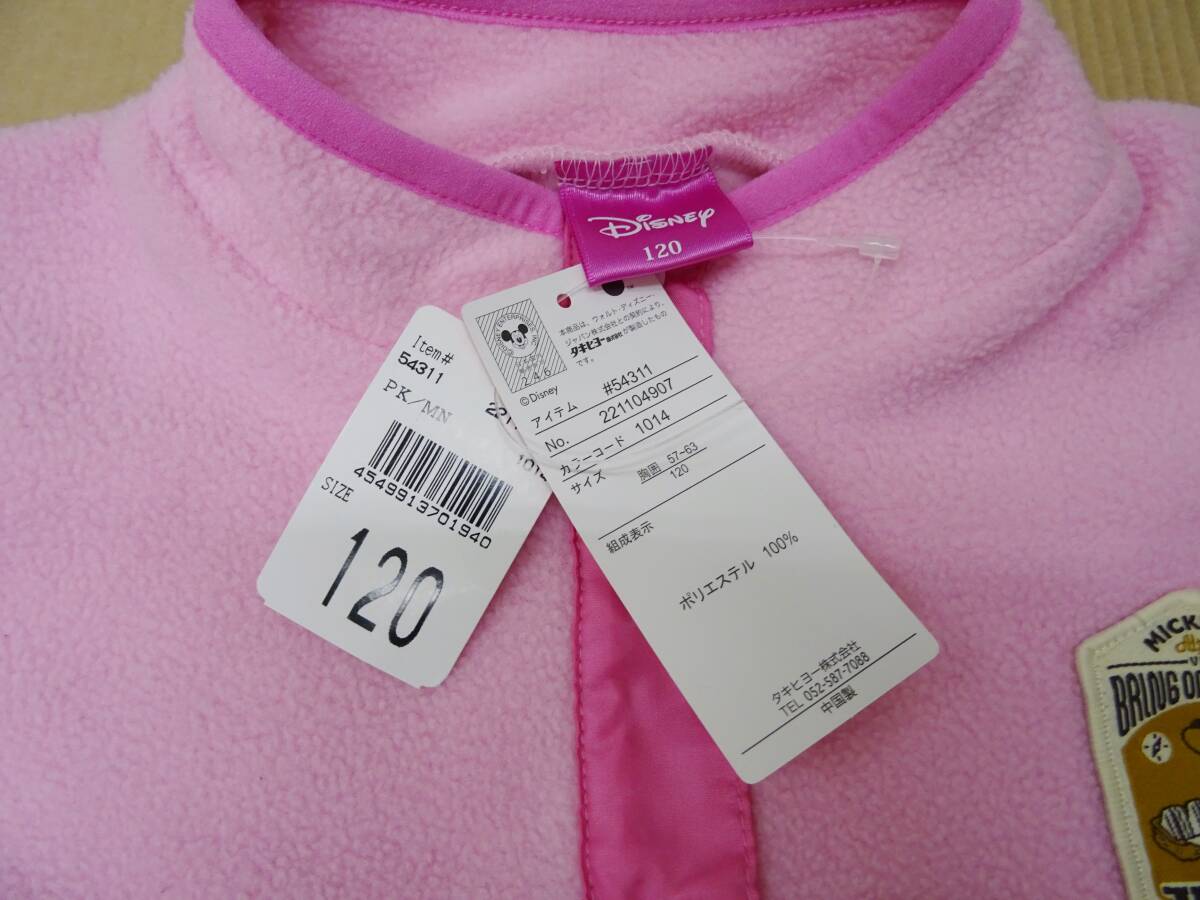 Disney
120
Item#
54311
PK/MN
4549913701940
SIZE
120
246
©Disney
本商品は、ウォルト・ディズニー・
ジャパン株式会社との契約により、
タキヒヨー株式会社が製造したもの
です。
アイテム #54311
No. 221104907
カラーコード 1014
サイズ 胸囲 57~63
120
組成表示
ポリエステル 100%
タキヒヨー株式会社
TEL 052-587-7088
中国製